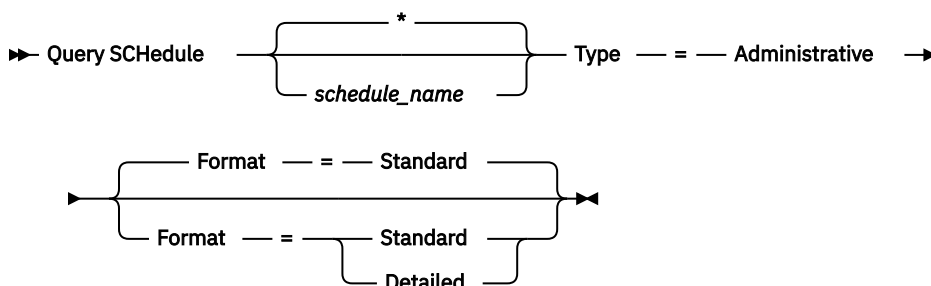 *
Query SCHedule Type = Administrative
schedule_name
Format = Standard
Format = Standard
Detailed